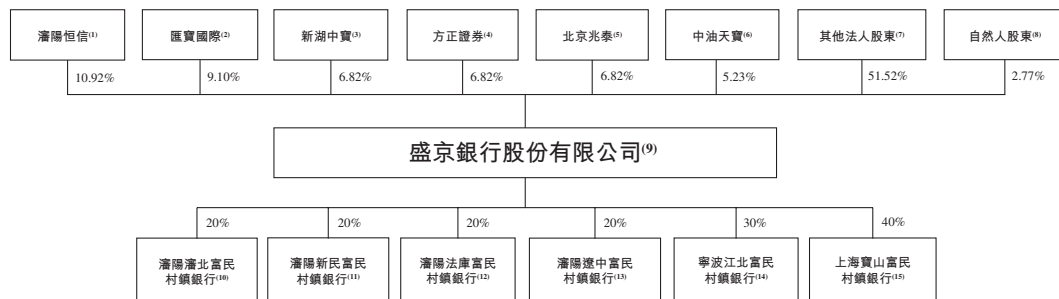 瀋陽恒信(1)
匯寶國際(2)
新湖中寶(3)
方正證券(4)
北京兆泰(5)
中油天寶(6)
其他法人股東(7)
自然人股東(8)
10.92%
9.10%
6.82%
6.82%
6.82%
5.23%
51.52%
2.77%
盛京銀行股份有限公司(9)
20%
20%
20%
20%
30%
40%
瀋陽瀋北富民
村鎮銀行(10)
瀋陽新民富民
村鎮銀行(11)
瀋陽法庫富民
村鎮銀行(12)
瀋陽遼中富民
村鎮銀行(13)
寧波江北富民
村鎮銀行(14)
上海寶山富民
村鎮銀行(15)